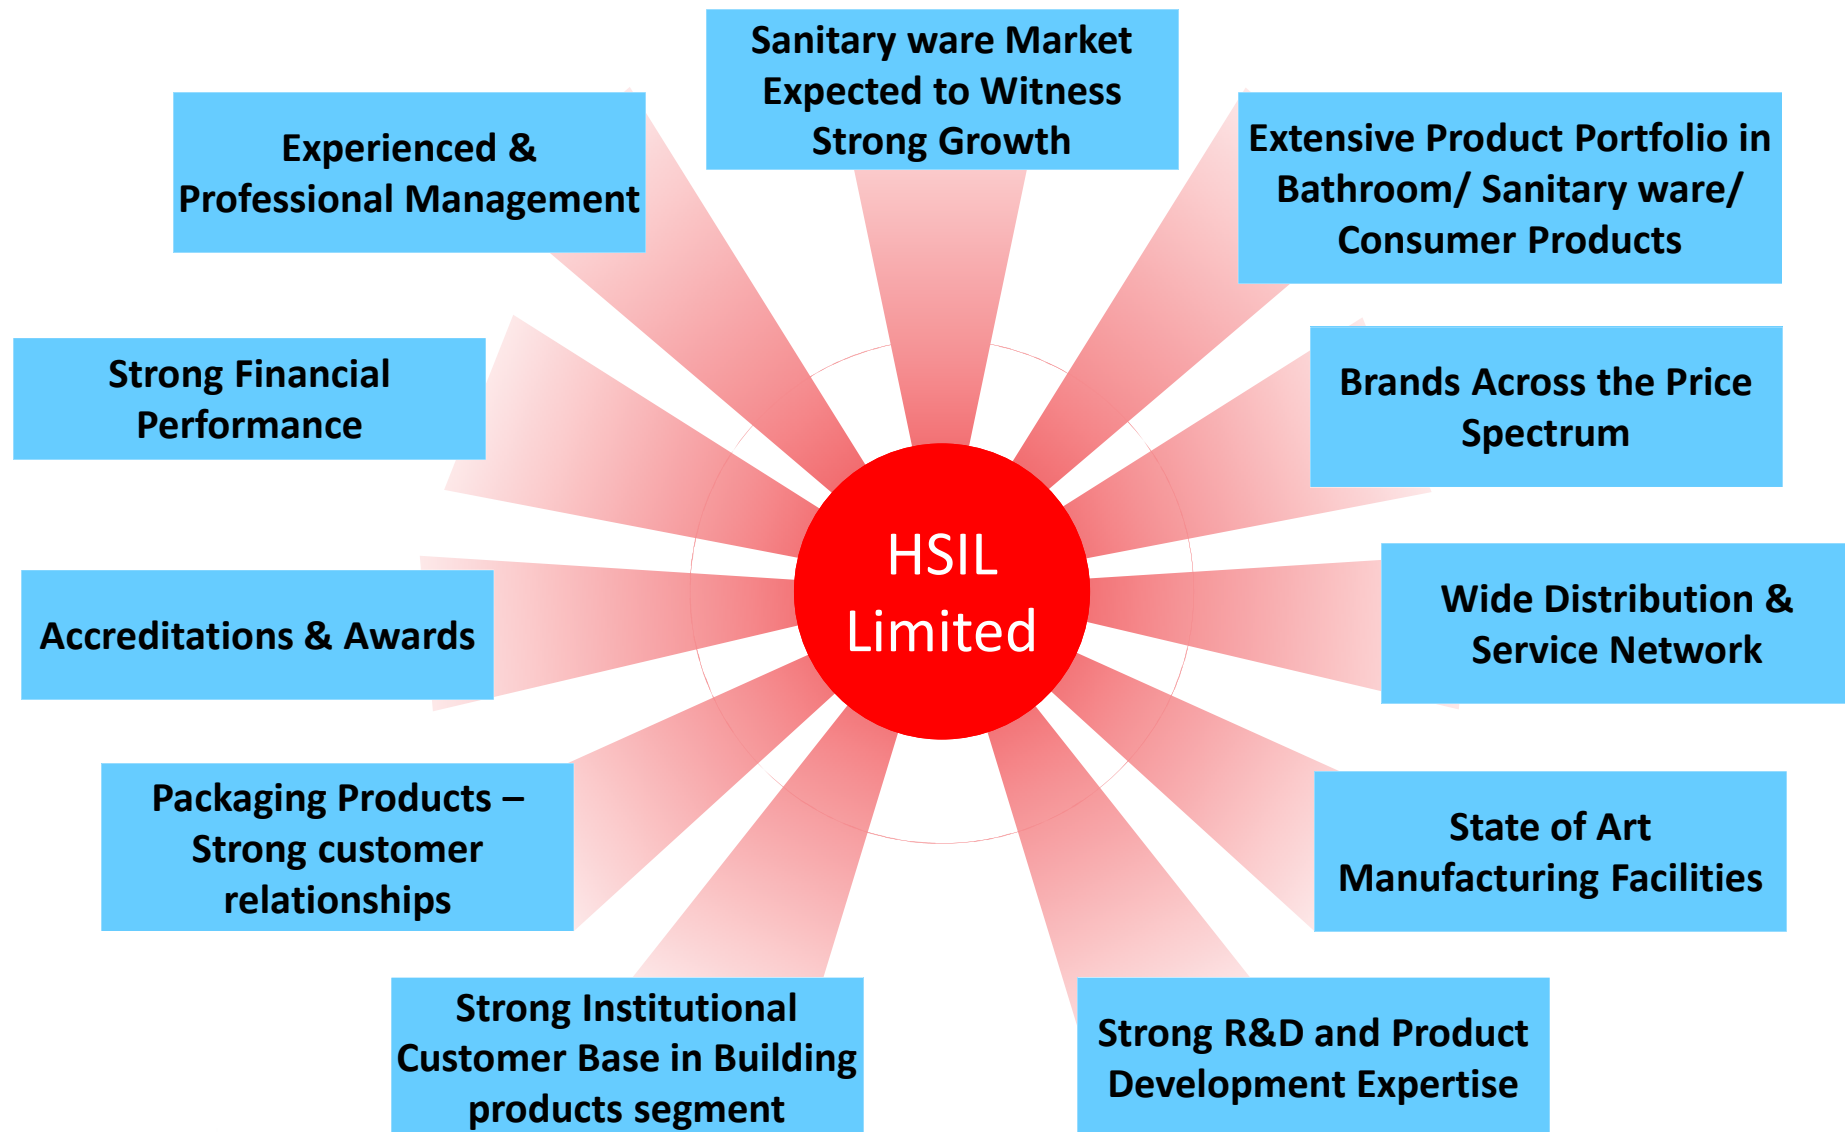 Sanitary ware Market
Expected to Witness
Strong Growth
Experienced &
Professional Management
Extensive Product Portfolio in
Bathroom/ Sanitary ware/
Consumer Products
Strong Financial
Performance
Brands Across the Price
Spectrum
HSIL
Limited
Accreditations & Awards
Wide Distribution &
Service Network
Packaging Products –
Strong customer
relationships
State of Art
Manufacturing Facilities
Strong Institutional
Customer Base in Building
products segment
Strong R&D and Product
Development Expertise